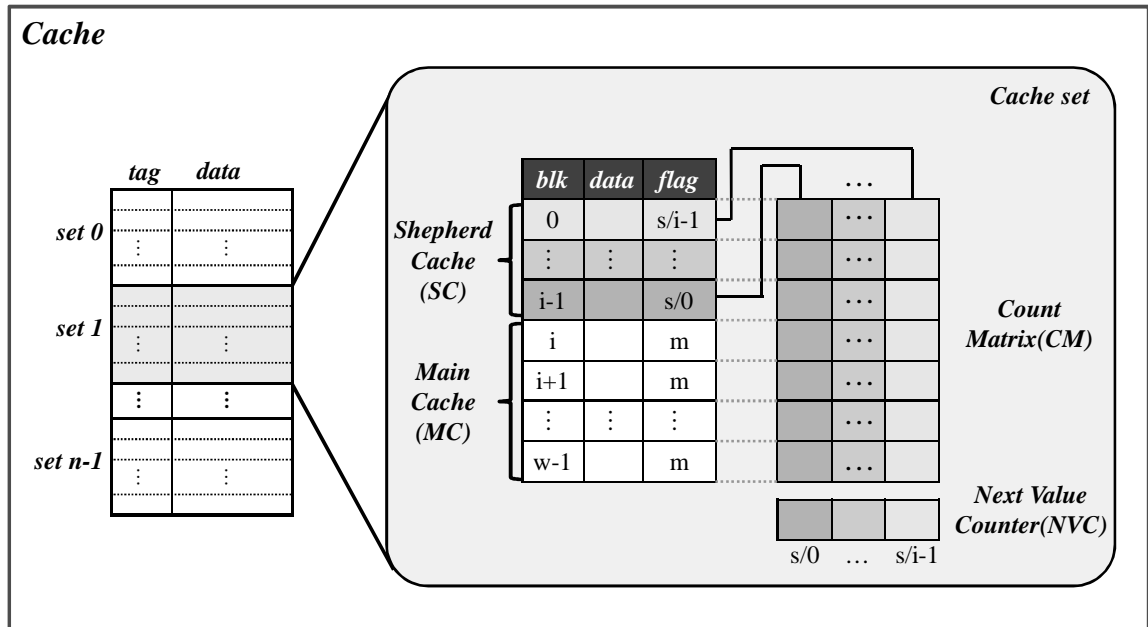 Cache
Cache set
tag data
set 0
⋮ ⋮
set 1
⋮ ⋮
⋮ ⋮
set n-1
⋮ ⋮
blk data flag
…
Shepherd
Cache
(SC)
0 s/i-1 …
⋮ ⋮ ⋮ …
i-1 s/0 …
Main
Cache
(MC)
i m …
i+1 m …
⋮ ⋮ ⋮ …
w-1 m …
Count
Matrix(CM)
Next Value
Counter(NVC)
s/0 … s/i-1